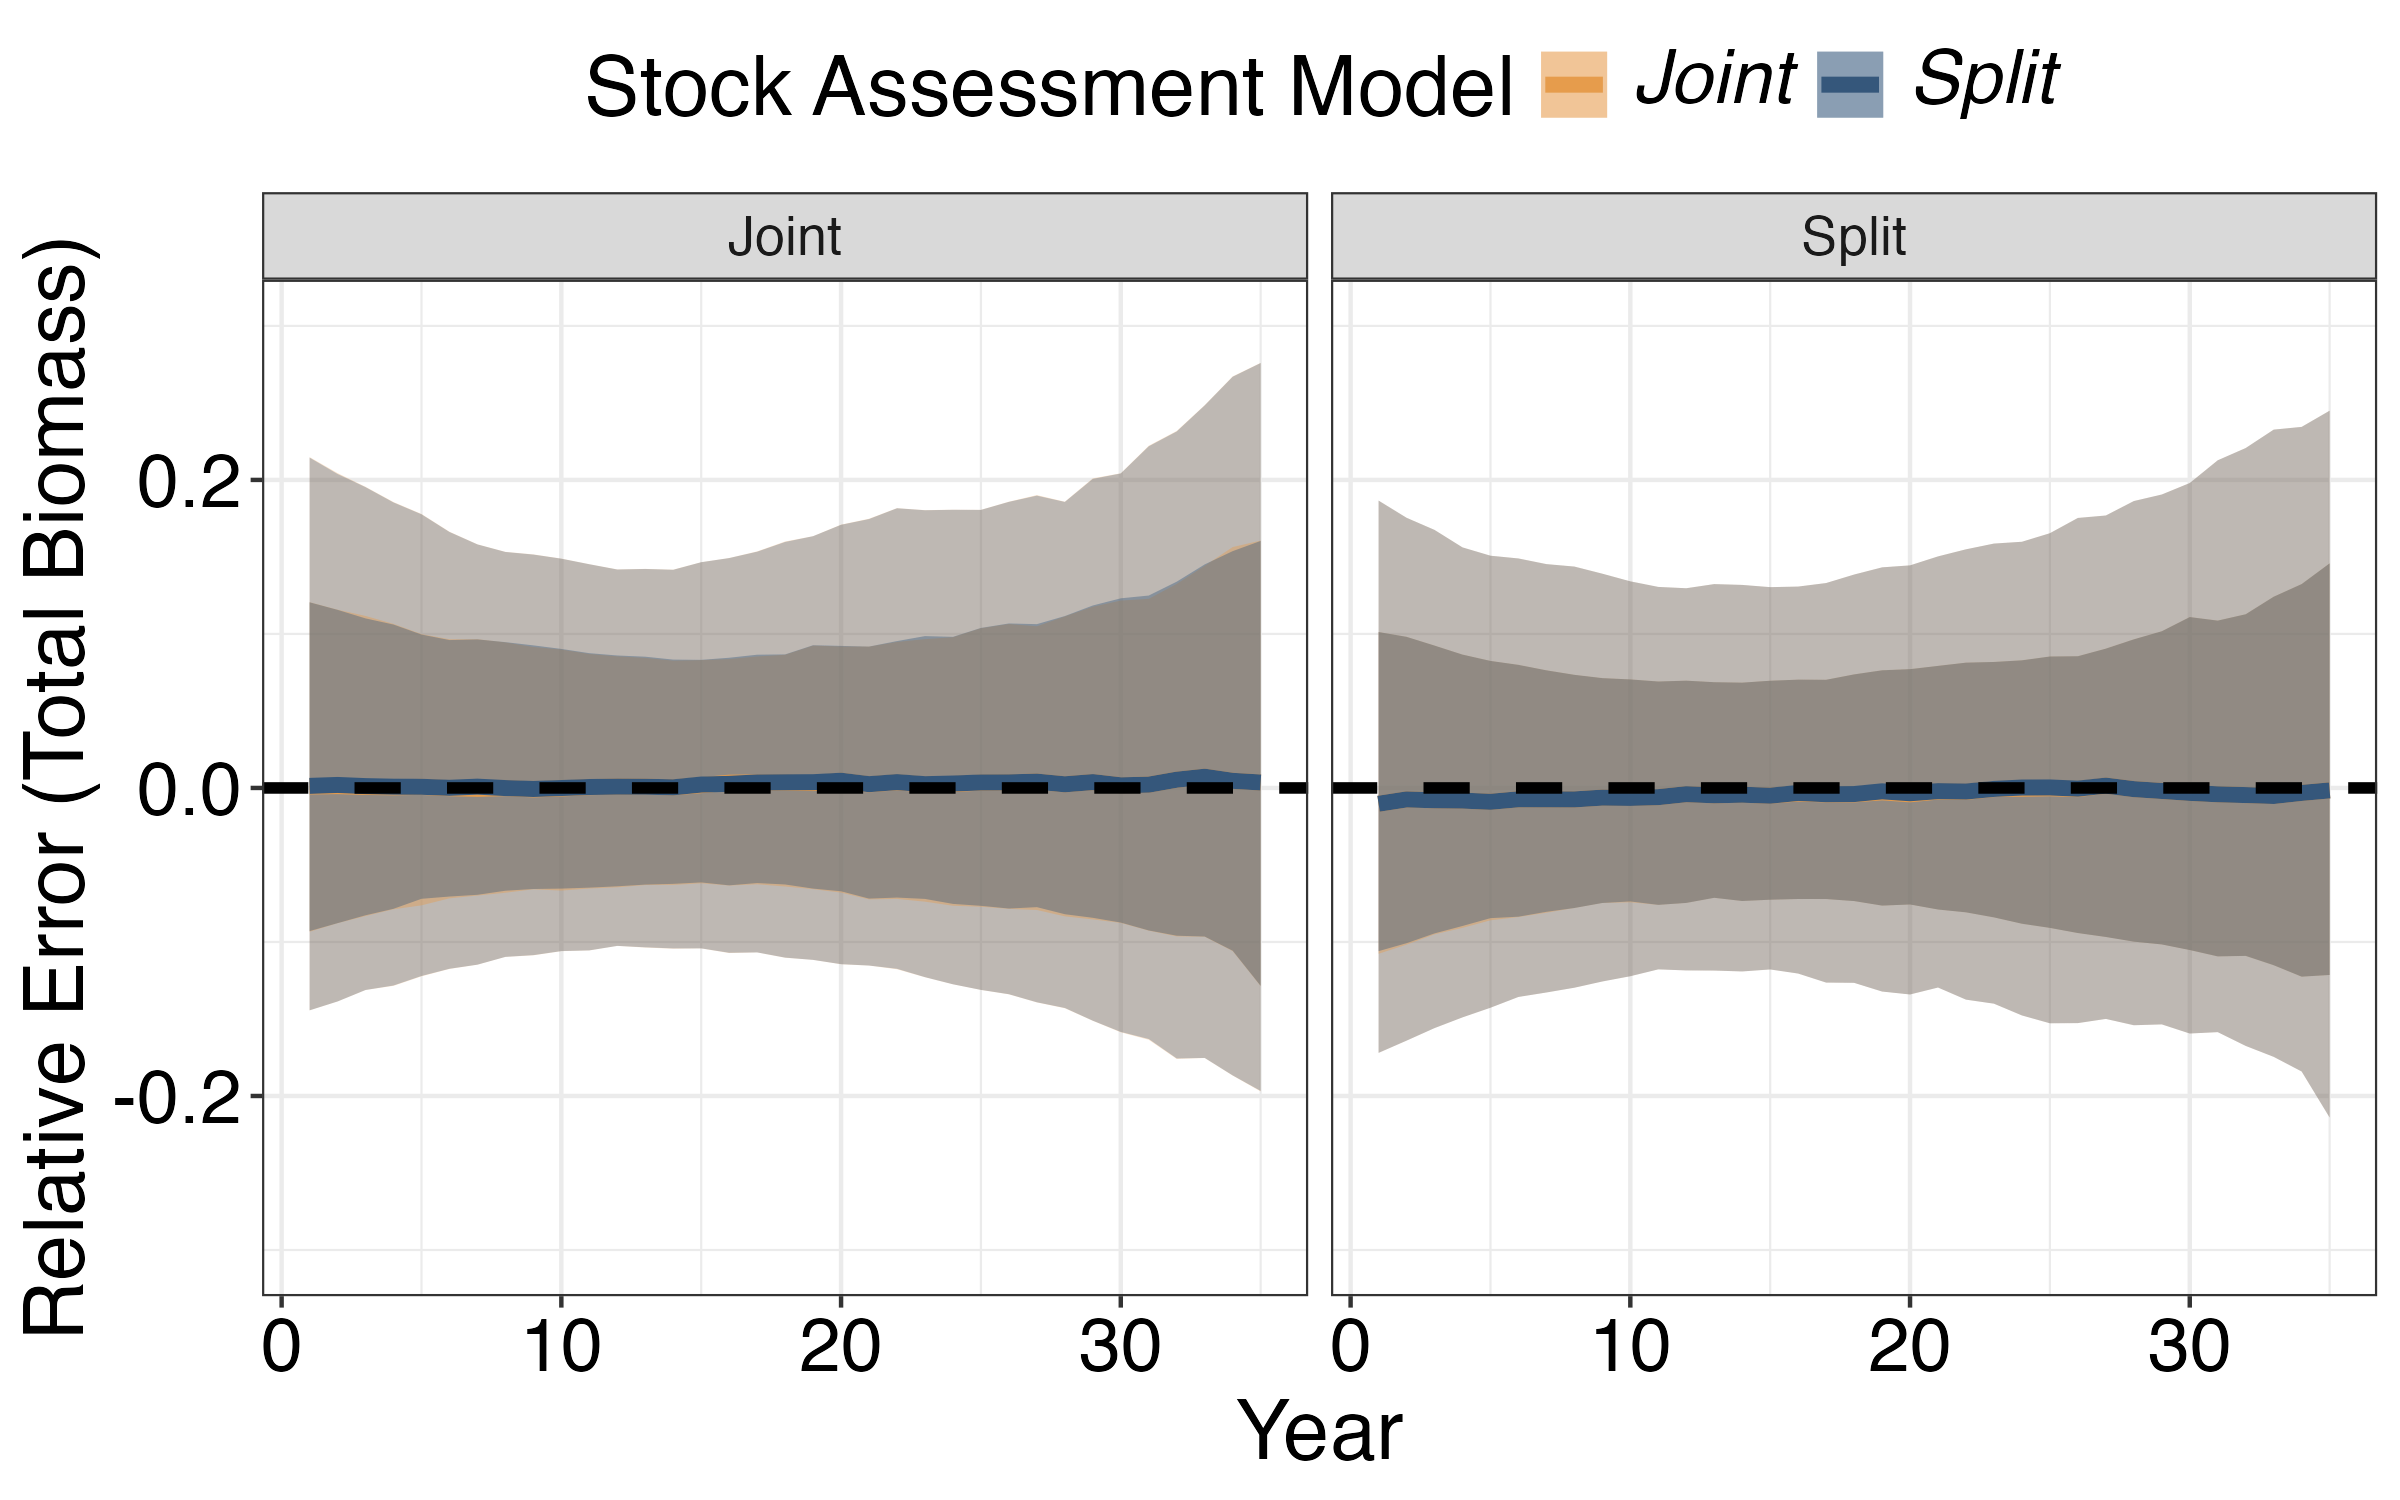 Stock Assessment Model Joint Split
Joint Split
Relative Error (Total Biomass)
0.2
0.0
-0.2
0 10 20 30 0 10 20 30
Year